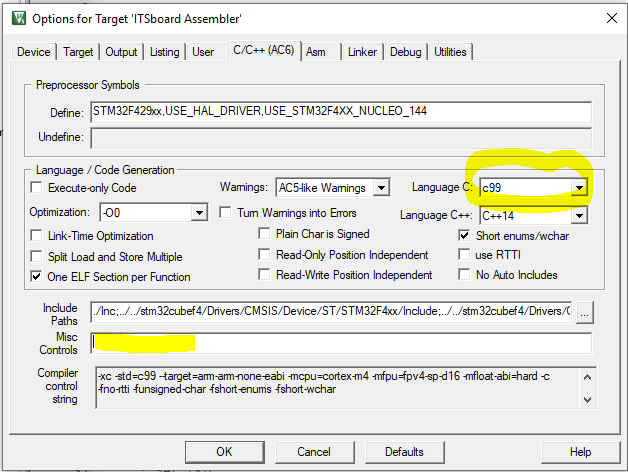 Options for Target 'ITSboard Assembler'
Device Target Output Listing User C/C++ (AC6) Asm Linker Debug Utilities
Preprocessor Symbols
Define: STM32F429xx,USE_HAL_DRIVER,USE_STM32F4XX_NUCLEO_144
Undefine:
Language / Code Generation
Execute-only Code Warnings: AC5-like Warnings Language C: c99
Optimization: -O0 Turn Warnings into Errors Language C++: C++14
Link-Time Optimization Plain Char is Signed Short enums/wchar
Split Load and Store Multiple Read-Only Position Independent use RTTI
One ELF Section per Function Read-Write Position Independent No Auto Includes
Include Paths ./Inc;../../stm32cubef4/Drivers/CMSIS/Device/ST/STM32F4xx/Include;../../stm32cubef4/Drivers/C ...
Misc Controls
Compiler control string -xc -std=c99 --target=arm-arm-none-eabi -mcpu=cortex-m4 -mfpu=fpv4-sp-d16 -mfloat-abi=hard -c
-fno-rtti -funsigned-char -fshort-enums -fshort-wchar
OK Cancel Defaults Help